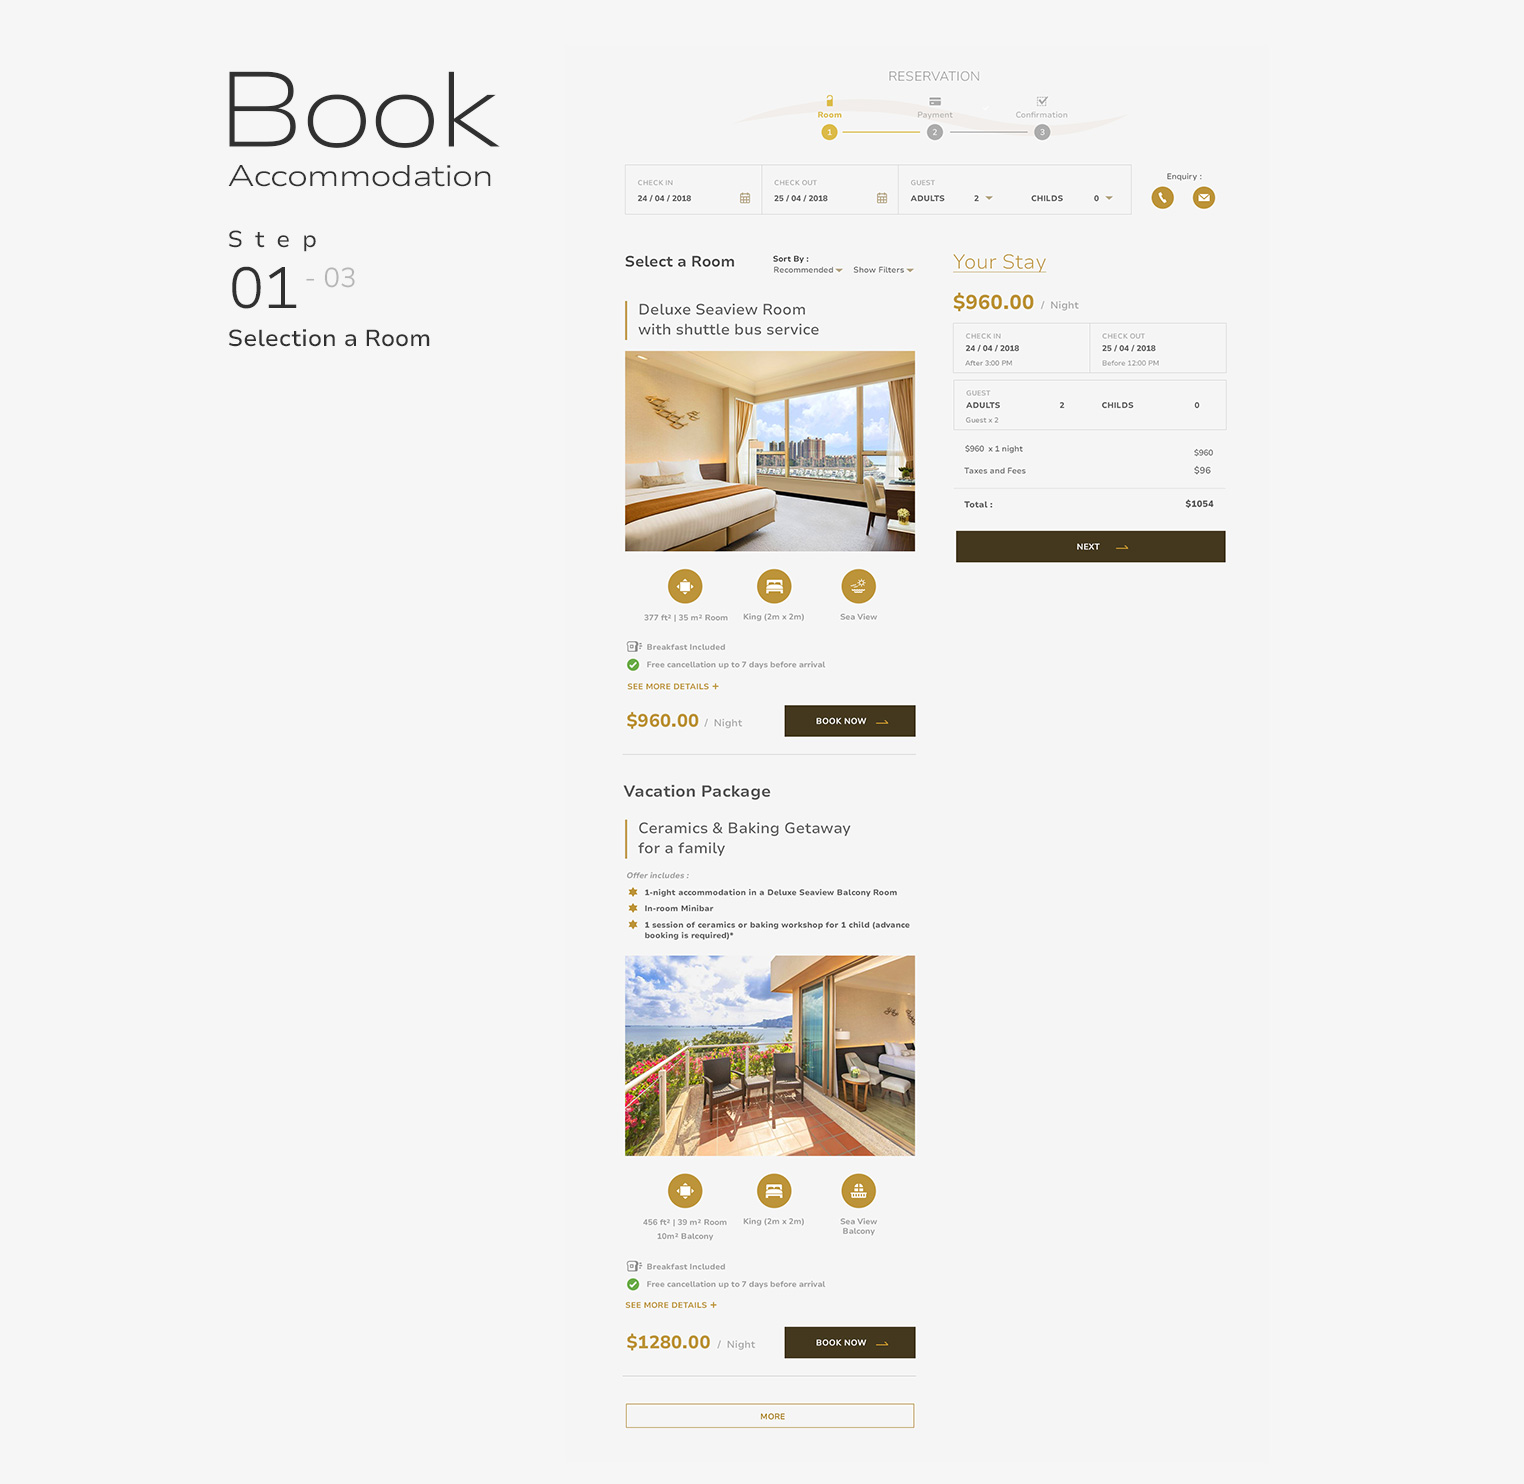 Book
Accommodation
Step
01 - 03
Selection a Room
RESERVATION
Room
Payment
Confirmation
1
2
3
CHECK IN
24 / 04 / 2018
CHECK OUT
25 / 04 / 2018
GUEST
ADULTS 2 CHILDS 0
Enquiry :
Select a Room
Sort By :
Recommended Show Filters
Deluxe Seaview Room
with shuttle bus service
377 ft² | 35 m² Room
King (2m x 2m)
Sea View
Breakfast Included
Free cancellation up to 7 days before arrival
SEE MORE DETAILS +
$960.00 / Night
BOOK NOW
Vacation Package
Ceramics & Baking Getaway
for a family
Offer includes :
1-night accommodation in a Deluxe Seaview Balcony Room
In-room Minibar
1 session of ceramics or baking workshop for 1 child (advance
booking is required)*
456 ft² | 39 m² Room
10m² Balcony
King (2m x 2m)
Sea View
Balcony
Breakfast Included
Free cancellation up to 7 days before arrival
SEE MORE DETAILS +
$1280.00 / Night
BOOK NOW
MORE
Your Stay
$960.00 / Night
CHECK IN
24 / 04 / 2018
After 3:00 PM
CHECK OUT
25 / 04 / 2018
Before 12:00 PM
GUEST
ADULTS 2 CHILDS 0
Guest x 2
$960 x 1 night $960
Taxes and Fees $96
Total : $1054
NEXT